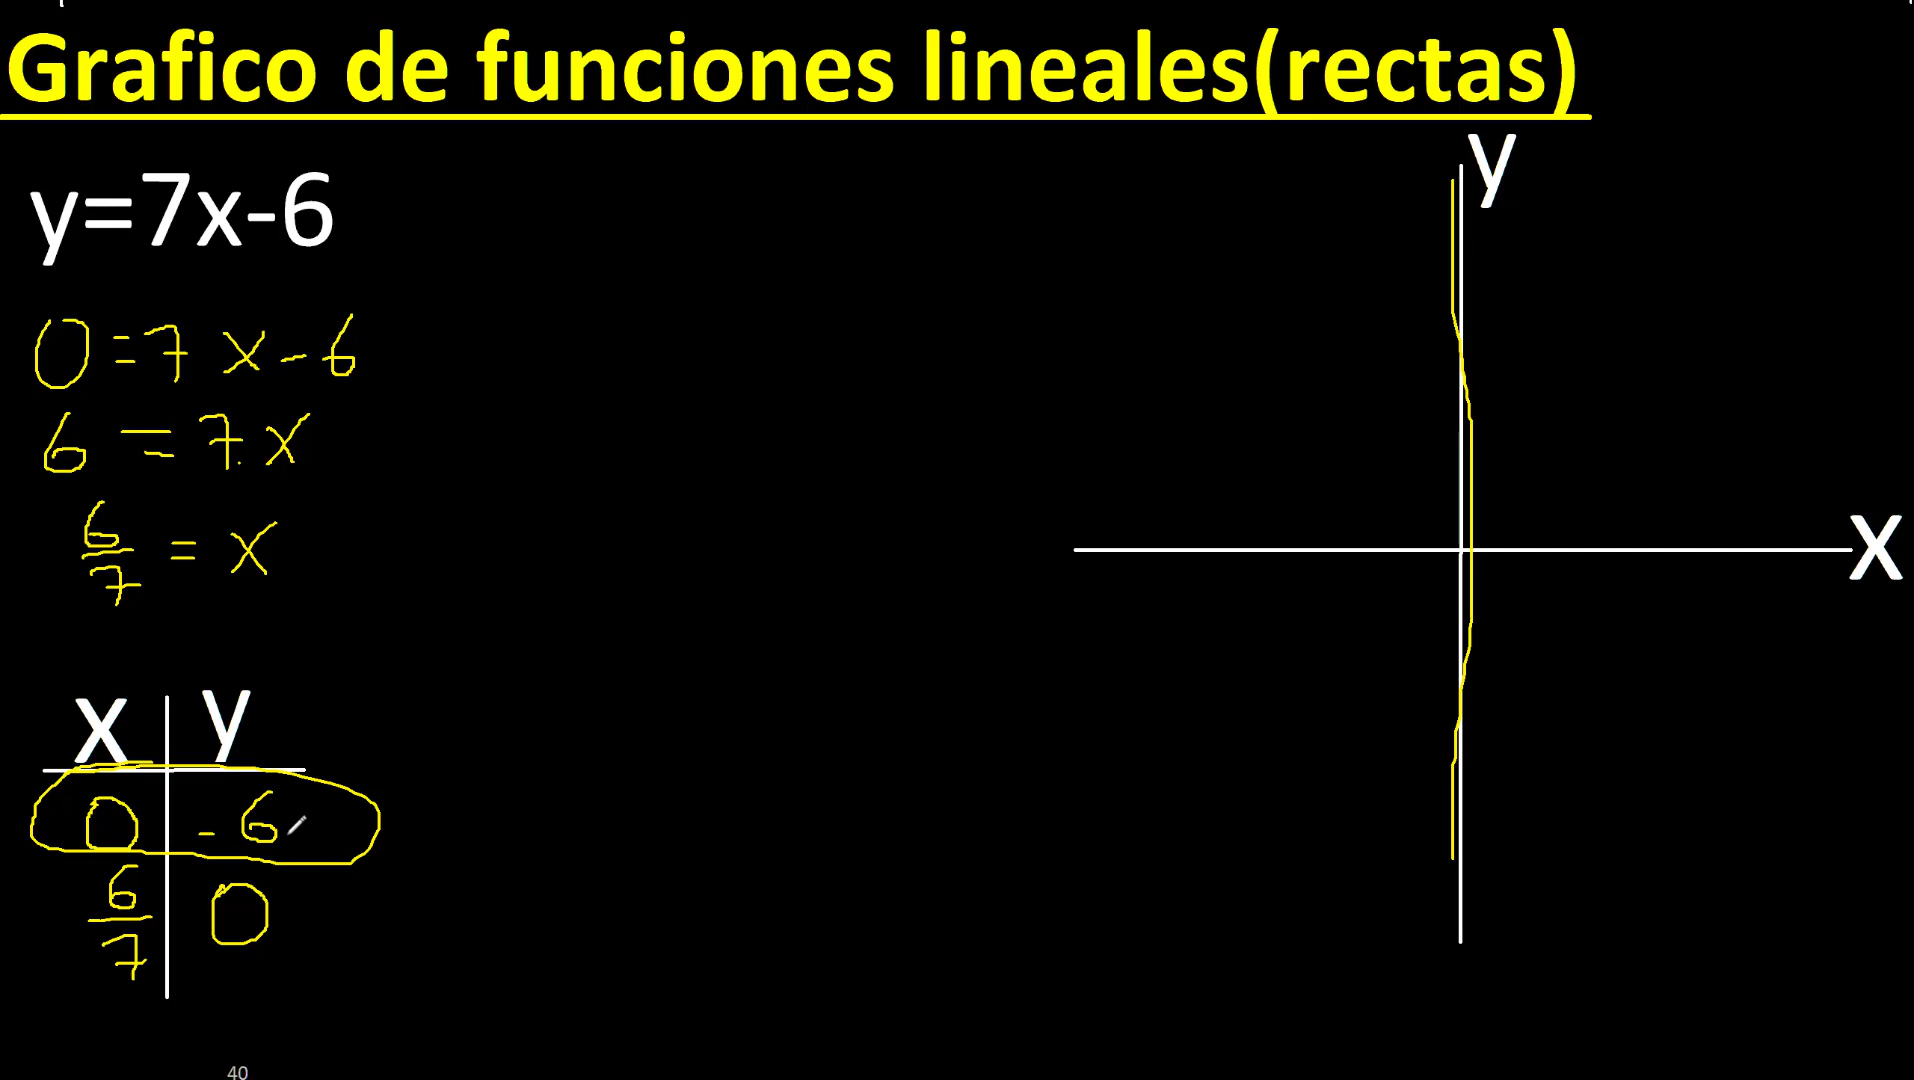 Grafico de funciones lineales(rectas)
y=7x-6
0=7x-6
6=7x
6/7=x
x y
0 -6
6/7 0
y
x
40